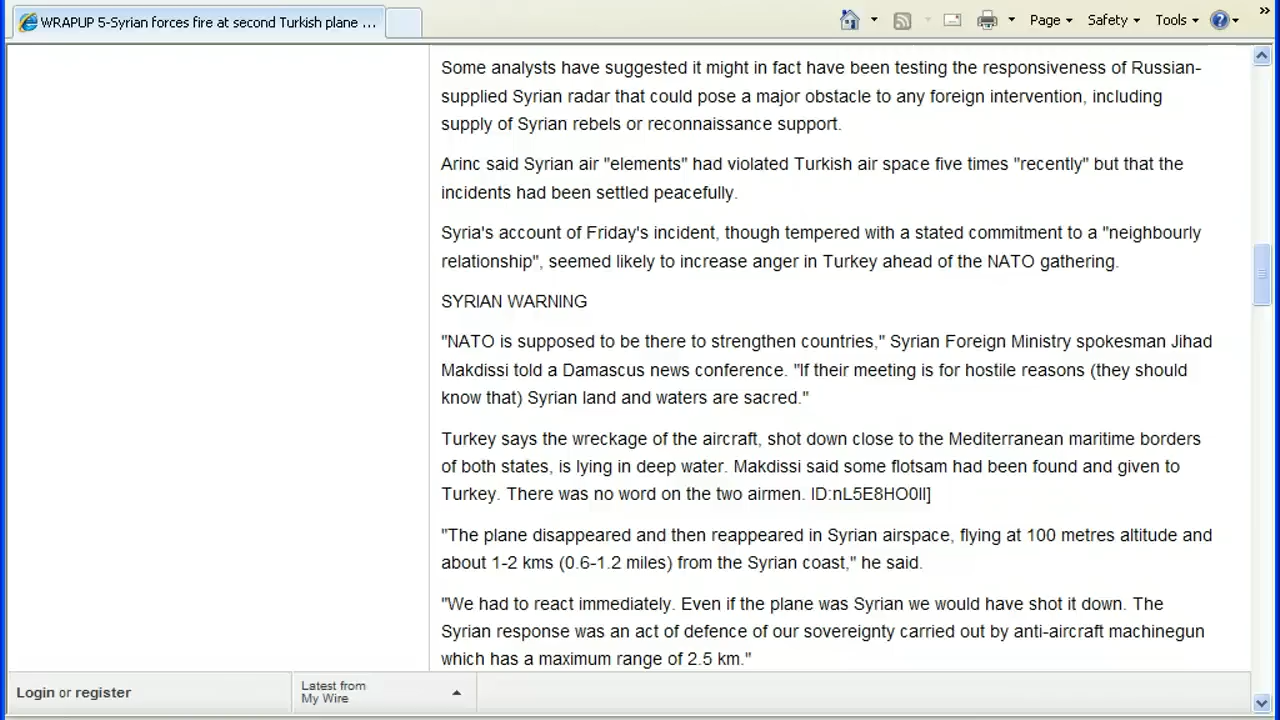 WRAPUP 5-Syrian forces fire at second Turkish plane ...
Page Safety Tools
Some analysts have suggested it might in fact have been testing the responsiveness of Russian-
supplied Syrian radar that could pose a major obstacle to any foreign intervention, including
supply of Syrian rebels or reconnaissance support.
Arinc said Syrian air "elements" had violated Turkish air space five times "recently" but that the
incidents had been settled peacefully.
Syria's account of Friday's incident, though tempered with a stated commitment to a "neighbourly
relationship", seemed likely to increase anger in Turkey ahead of the NATO gathering.
SYRIAN WARNING
"NATO is supposed to be there to strengthen countries," Syrian Foreign Ministry spokesman Jihad
Makdissi told a Damascus news conference. "If their meeting is for hostile reasons (they should
know that) Syrian land and waters are sacred."
Turkey says the wreckage of the aircraft, shot down close to the Mediterranean maritime borders
of both states, is lying in deep water. Makdissi said some flotsam had been found and given to
Turkey. There was no word on the two airmen. ID:nL5E8HO0II]
"The plane disappeared and then reappeared in Syrian airspace, flying at 100 metres altitude and
about 1-2 kms (0.6-1.2 miles) from the Syrian coast," he said.
"We had to react immediately. Even if the plane was Syrian we would have shot it down. The
Syrian response was an act of defence of our sovereignty carried out by anti-aircraft machinegun
which has a maximum range of 2.5 km."
Login or register
Latest from
My Wire